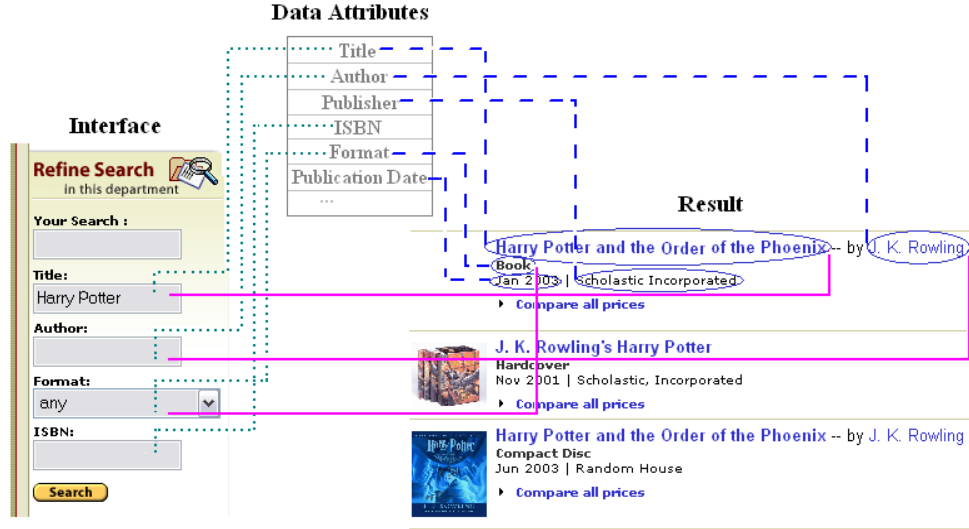 Data Attributes
Title
Author
Publisher
ISBN
Format
Publication Date
...
Interface
Refine Search
in this department
Your Search :
Title:
Harry Potter
Author:
Format:
any
ISBN:
Search
Result
Harry Potter and the Order of the Phoenix -- by J. K. Rowling
Book
Jan 2003 | Scholastic Incorporated
Compare all prices
J. K. Rowling's Harry Potter
Hardcover
Nov 2001 | Scholastic, Incorporated
Compare all prices
Harry Potter and the Order of the Phoenix -- by J. K. Rowling
Compact Disc
Jun 2003 | Random House
Compare all prices
Harry Potter